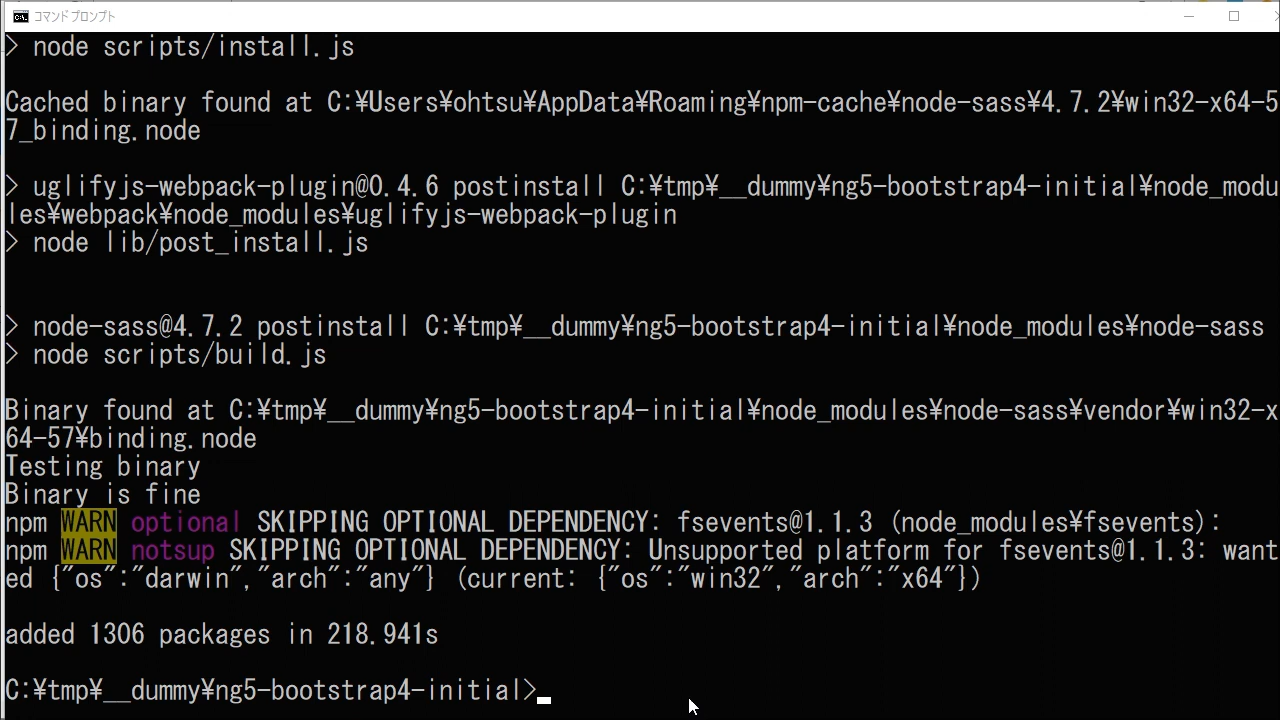 コマンド プロンプト
> node scripts/install.js
Cached binary found at C:¥Users¥ohtsu¥AppData¥Roaming¥npm-cache¥node-sass¥4.7.2¥win32-x64-5
7_binding.node
> uglifyjs-webpack-plugin@0.4.6 postinstall C:¥tmp¥__dummy¥ng5-bootstrap4-initial¥node_modu
les¥webpack¥node_modules¥uglifyjs-webpack-plugin
> node lib/post_install.js
> node-sass@4.7.2 postinstall C:¥tmp¥__dummy¥ng5-bootstrap4-initial¥node_modules¥node-sass
> node scripts/build.js
Binary found at C:¥tmp¥__dummy¥ng5-bootstrap4-initial¥node_modules¥node-sass¥vendor¥win32-x
64-57¥binding.node
Testing binary
Binary is fine
npm WARN optional SKIPPING OPTIONAL DEPENDENCY: fsevents@1.1.3 (node_modules¥fsevents):
npm WARN notsup SKIPPING OPTIONAL DEPENDENCY: Unsupported platform for fsevents@1.1.3: want
ed {"os":"darwin","arch":"any"} (current: {"os":"win32","arch":"x64"})
added 1306 packages in 218.941s
C:¥tmp¥__dummy¥ng5-bootstrap4-initial>